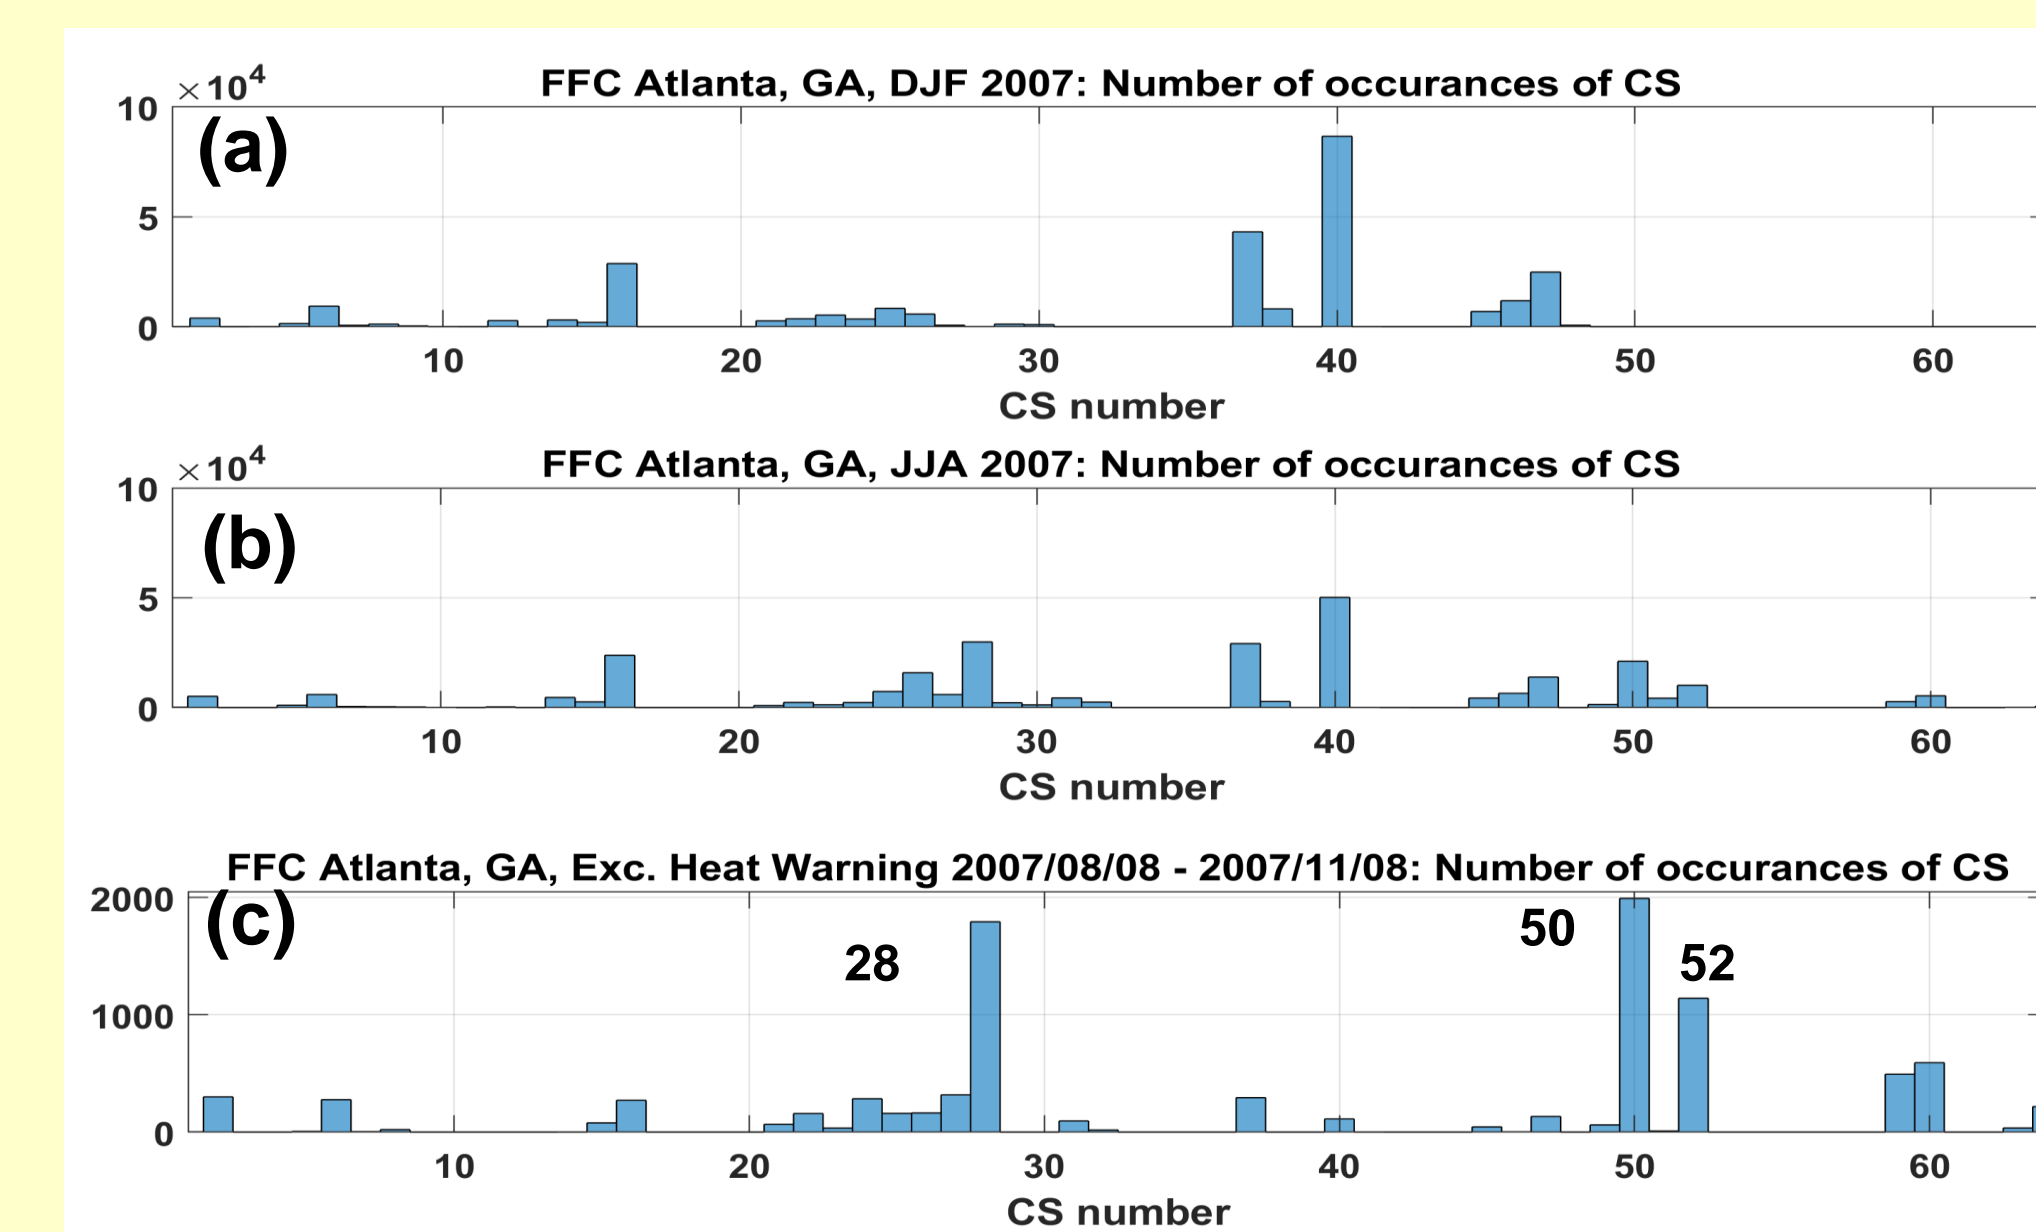 ×10^4
FFC Atlanta, GA, DJF 2007: Number of occurances of CS
10
(a)
5
0
10 20 30 40 50 60
CS number
×10^4
FFC Atlanta, GA, JJA 2007: Number of occurances of CS
10
(b)
5
0
10 20 30 40 50 60
CS number
FFC Atlanta, GA, Exc. Heat Warning 2007/08/08 - 2007/11/08: Number of occurances of CS
2000
(c)
50
28
52
1000
0
10 20 30 40 50 60
CS number